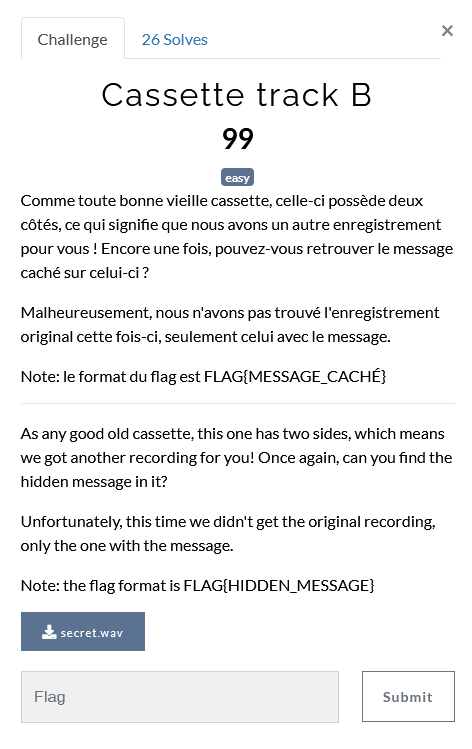 Challenge
26 Solves
×
Cassette track B
99
easy
Comme toute bonne vieille cassette, celle-ci possède deux
côtés, ce qui signifie que nous avons un autre enregistrement
pour vous ! Encore une fois, pouvez-vous retrouver le message
caché sur celui-ci ?
Malheureusement, nous n'avons pas trouvé l'enregistrement
original cette fois-ci, seulement celui avec le message.
Note: le format du flag est FLAG{MESSAGE_CACHÉ}
As any good old cassette, this one has two sides, which means
we got another recording for you! Once again, can you find the
hidden message in it?
Unfortunately, this time we didn't get the original recording,
only the one with the message.
Note: the flag format is FLAG{HIDDEN_MESSAGE}
secret.wav
Flag
Submit